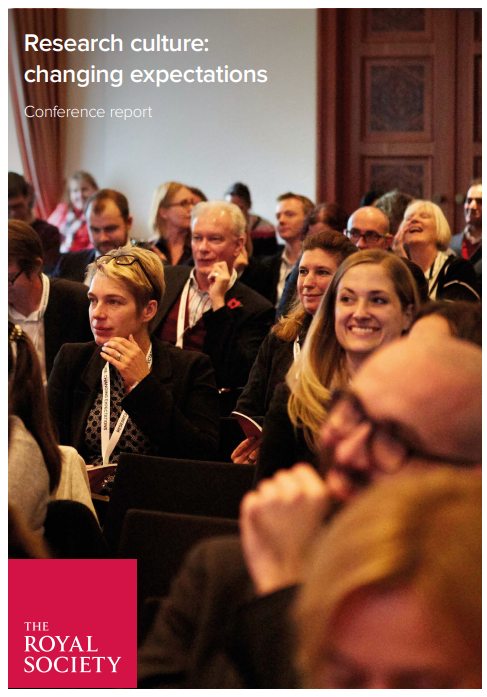 Research culture:
changing expectations
Conference report
THE
ROYAL
SOCIETY